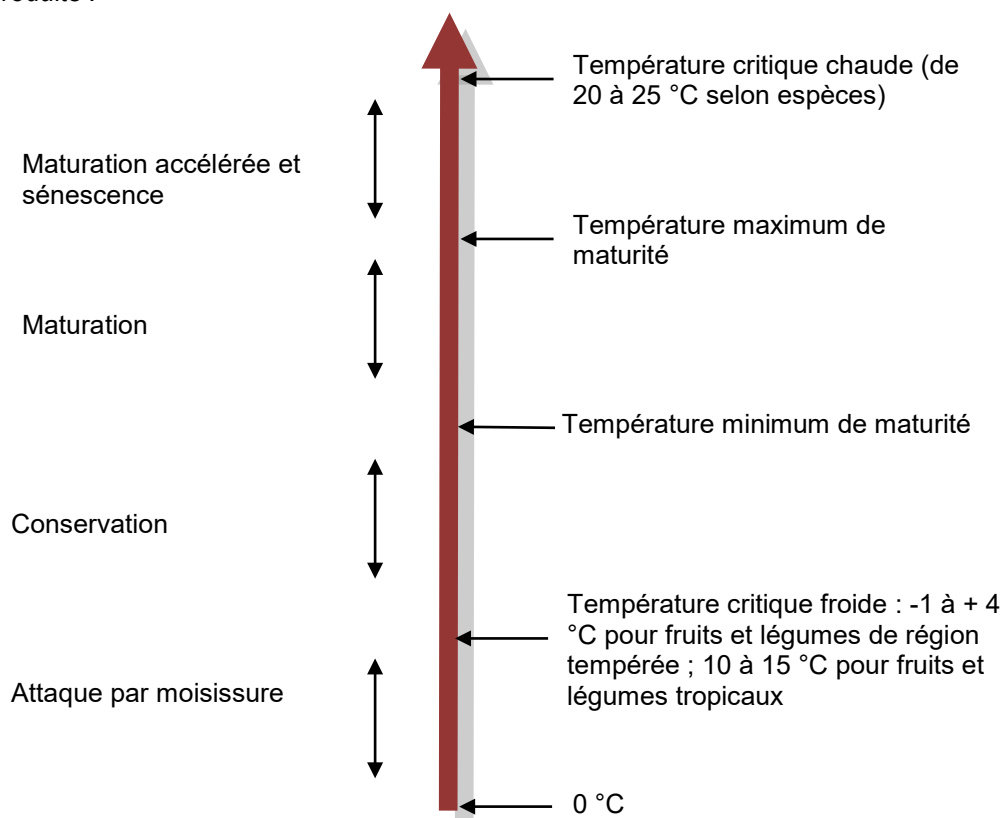 Température critique chaude (de
20 à 25 °C selon espèces)
Maturation accélérée et
sénescence
Température maximum de
maturité
Maturation
Température minimum de maturité
Conservation
Température critique froide : -1 à + 4
°C pour fruits et légumes de région
tempérée ; 10 à 15 °C pour fruits et
légumes tropicaux
Attaque par moisissure
0 °C